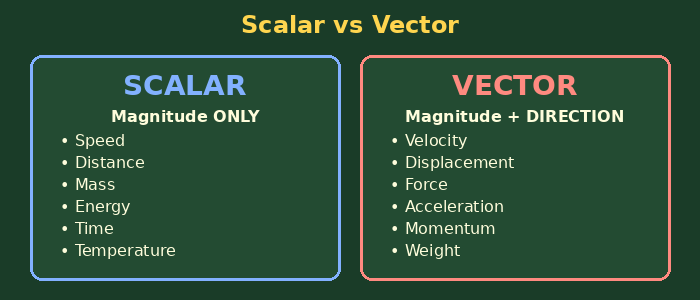 Scalar vs Vector
SCALAR
Magnitude ONLY
• Speed
• Distance
• Mass
• Energy
• Time
• Temperature
VECTOR
Magnitude + DIRECTION
• Velocity
• Displacement
• Force
• Acceleration
• Momentum
• Weight